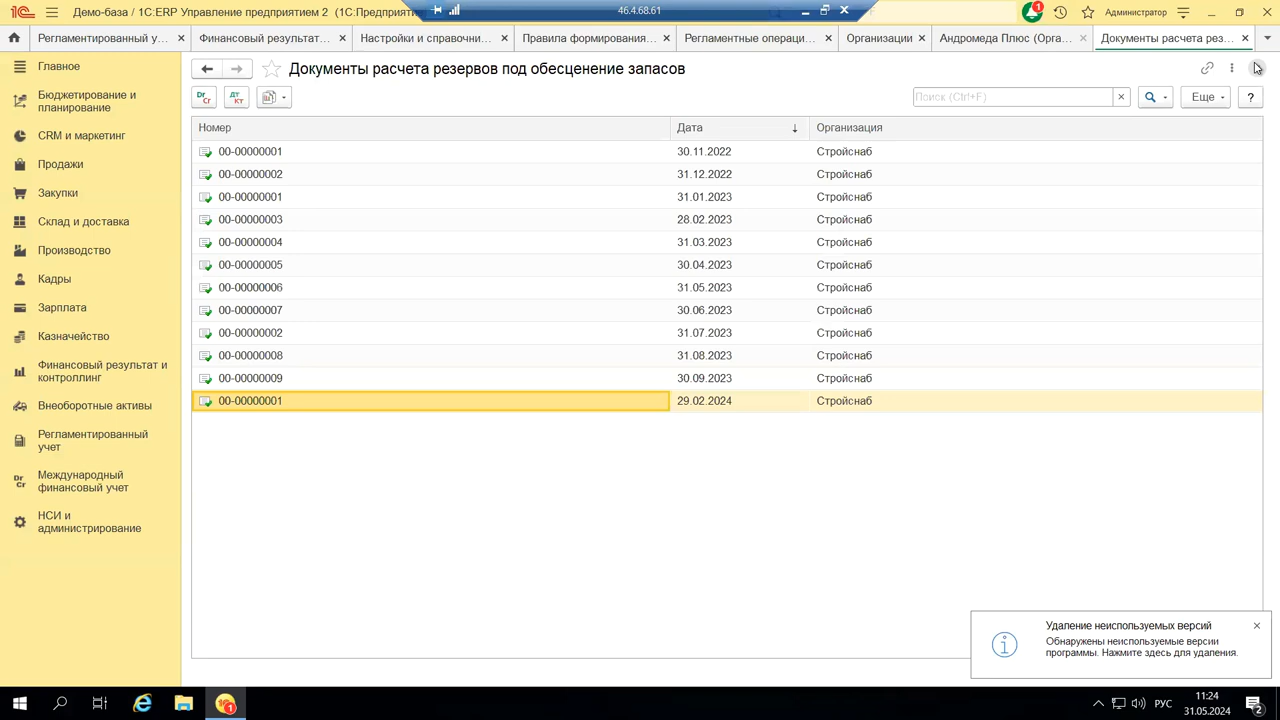 Демо-база / 1С:ERP Управление предприятием 2 (1С:Предприяти
46.4.68.61
1
Администратор
Регламентированный у...
Финансовый результат...
Настройки и справочни...
Правила формирования...
Регламентные операци...
Организации
Андромеда Плюс (Орга...
Документы расчета рез...
Главное
Бюджетирование и
планирование
CRM и маркетинг
Продажи
Закупки
Склад и доставка
Производство
Кадры
Зарплата
Казначейство
Финансовый результат и
контроллинг
Внеоборотные активы
Регламентированный
учет
Международный
финансовый учет
НСИ и
администрирование
Документы расчета резервов под обесценение запасов
Dr Cr
Дт Кт
Поиск (Ctrl+F)
Еще
?
Номер Дата Организация
00-00000001 30.11.2022 Стройснаб
00-00000002 31.12.2022 Стройснаб
00-00000001 31.01.2023 Стройснаб
00-00000003 28.02.2023 Стройснаб
00-00000004 31.03.2023 Стройснаб
00-00000005 30.04.2023 Стройснаб
00-00000006 31.05.2023 Стройснаб
00-00000007 30.06.2023 Стройснаб
00-00000002 31.07.2023 Стройснаб
00-00000008 31.08.2023 Стройснаб
00-00000009 30.09.2023 Стройснаб
00-00000001 29.02.2024 Стройснаб
Удаление неиспользуемых версий
Обнаружены неиспользуемые версии
программы. Нажмите здесь для удаления.
РУС
11:24
31.05.2024
2